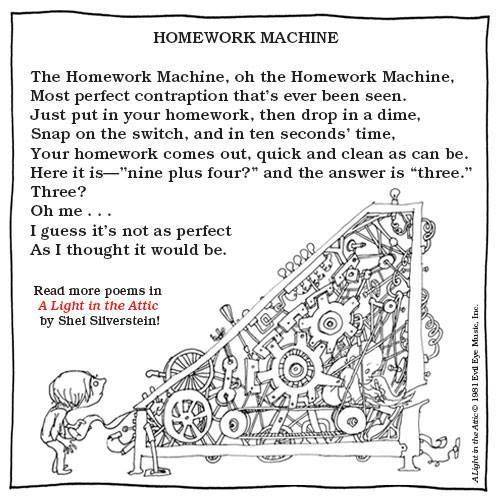 HOMEWORK MACHINE
The Homework Machine, oh the Homework Machine,
Most perfect contraption that's ever been seen.
Just put in your homework, then drop in a dime,
Snap on the switch, and in ten seconds' time,
Your homework comes out, quick and clean as can be.
Here it is—"nine plus four?" and the answer is "three."
Three?
Oh me . . .
I guess it's not as perfect
As I thought it would be.
Read more poems in
A Light in the Attic
by Shel Silverstein!
A Light in the Attic © 1981 Evil Eye Music, Inc.